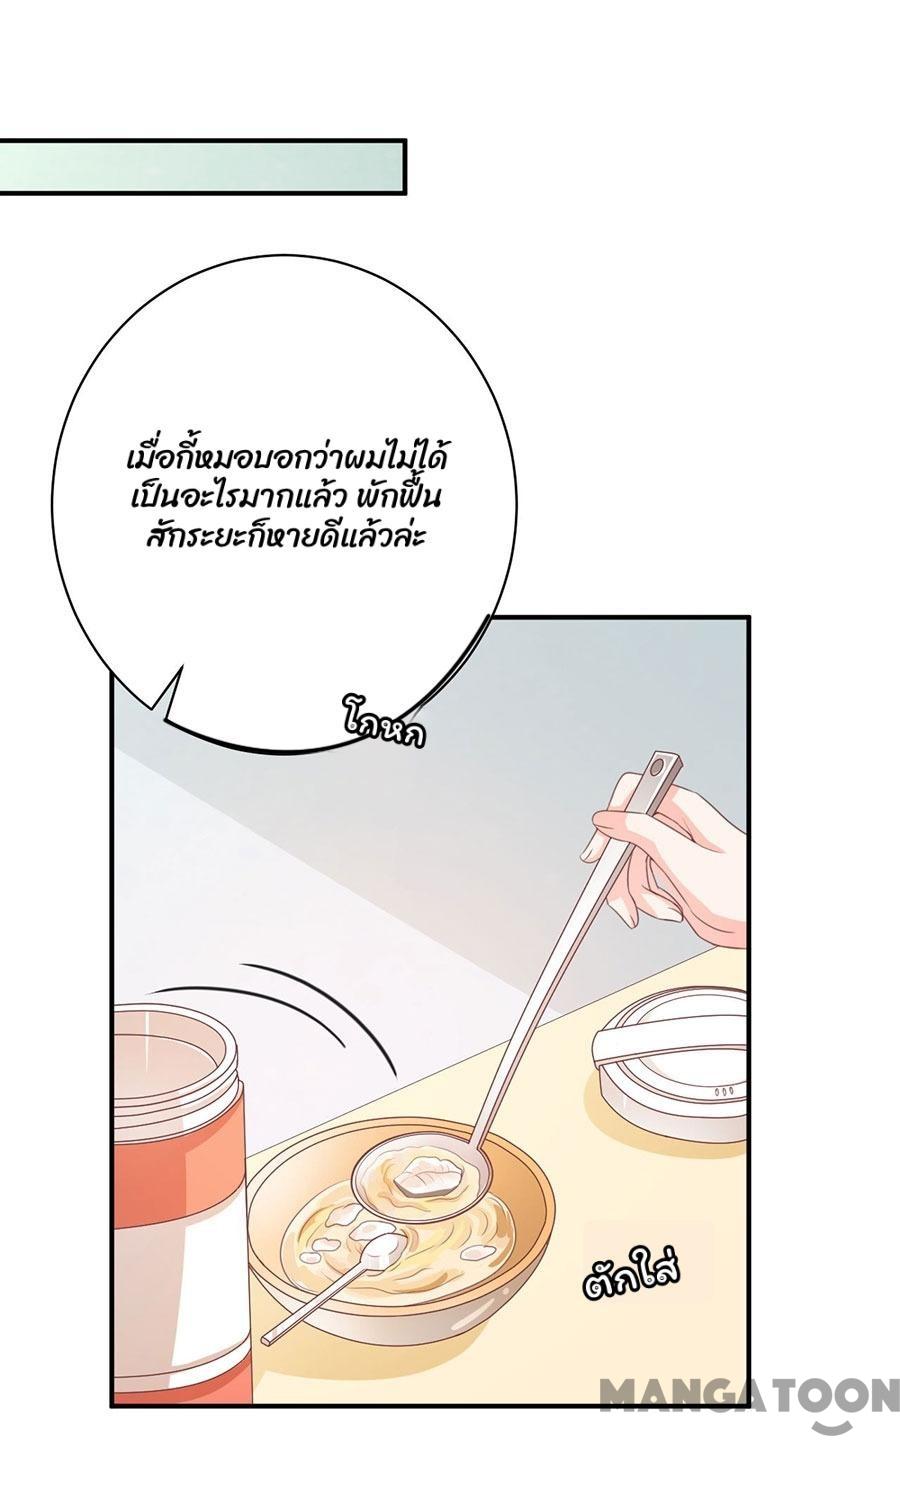 เมื่อกี้หมอบอกว่าผมไม่ได้
เป็นอะไรมากแล้ว พักฟื้น
สักระยะก็หายดีแล้วล่ะ
โกหก
ตักใส่
MANGATOON